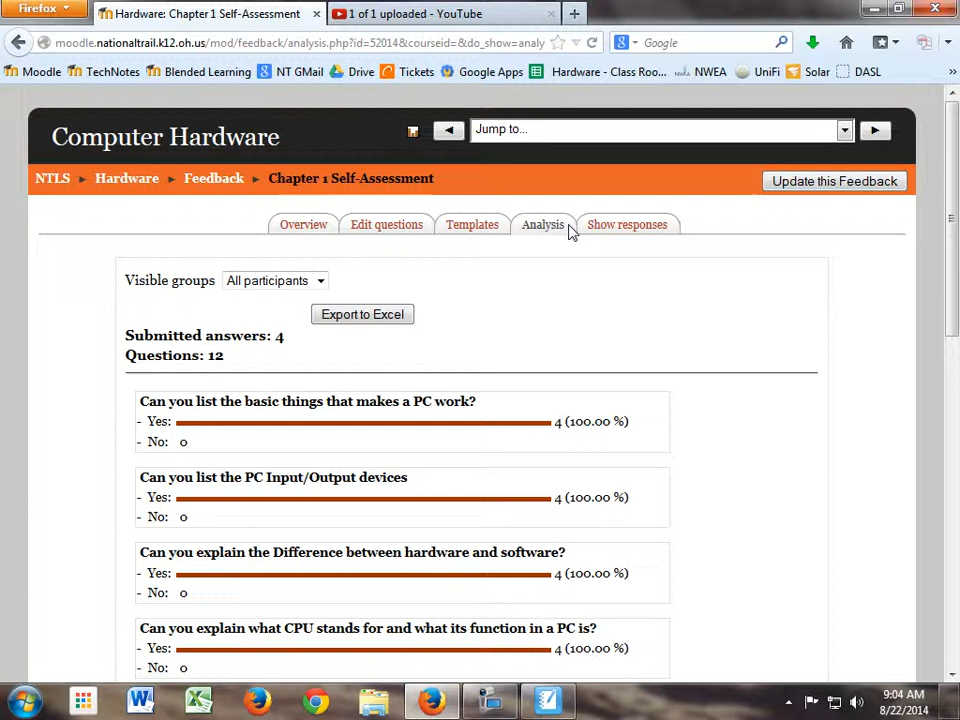 Firefox
Hardware: Chapter 1 Self-Assessment
1 of 1 uploaded - YouTube
moodle.nationaltrail.k12.oh.us/mod/feedback/analysis.php?id=52014&courseid=&do_show=analy
Google
Moodle TechNotes Blended Learning NT GMail Drive Tickets Google Apps Hardware - Class Roo... NWEA UniFi Solar DASL »
Computer Hardware
Jump to...
NTLS ► Hardware ► Feedback ► Chapter 1 Self-Assessment
Update this Feedback
Overview Edit questions Templates Analysis Show responses
Visible groups All participants
Export to Excel
Submitted answers: 4
Questions: 12
Can you list the basic things that makes a PC work?
- Yes: 4 (100.00 %)
- No: 0
Can you list the PC Input/Output devices
- Yes: 4 (100.00 %)
- No: 0
Can you explain the Difference between hardware and software?
- Yes: 4 (100.00 %)
- No: 0
Can you explain what CPU stands for and what its function in a PC is?
- Yes: 4 (100.00 %)
- No: 0
9:04 AM
8/22/2014